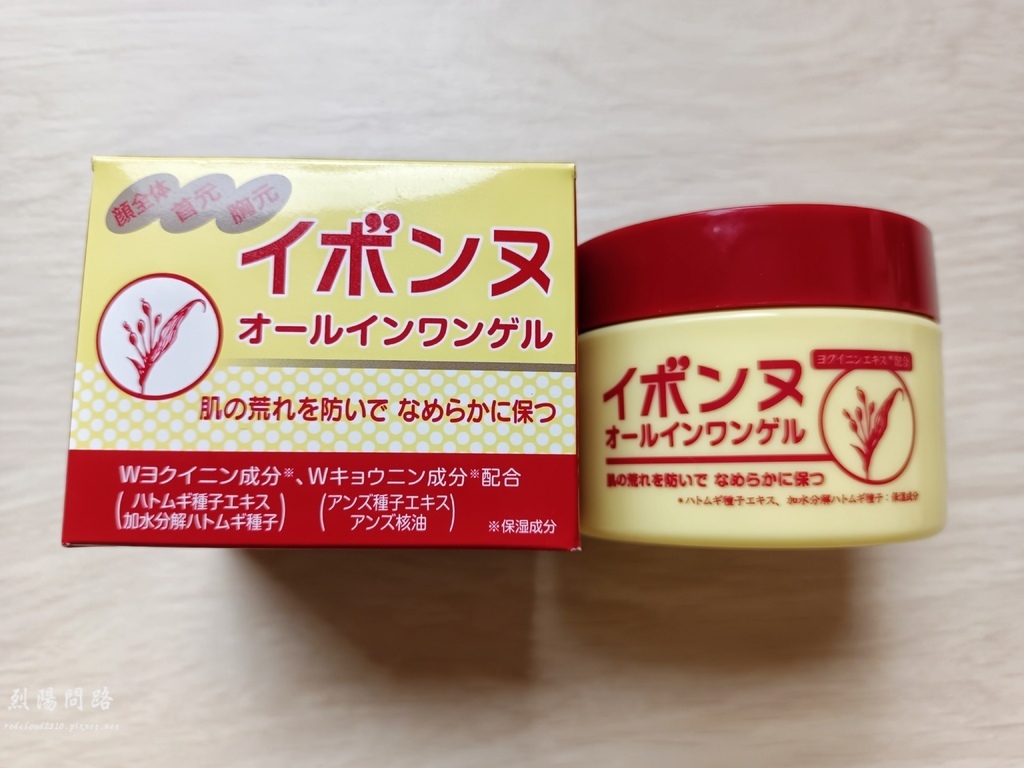 顔全体 首元 胸元
イボンヌ
オールインワンゲル
肌の荒れを防いで なめらかに保つ
Wヨクイニン成分※、Wキョウニン成分※配合
(ハトムギ種子エキス
加水分解ハトムギ種子)
(アンズ種子エキス
アンズ核油)
※保湿成分
ヨクイニンエキス*配合
イボンヌ
オールインワンゲル
肌の荒れを防いで なめらかに保つ
*ハトムギ種子エキス、加水分解ハトムギ種子:保湿成分
烈陽問路